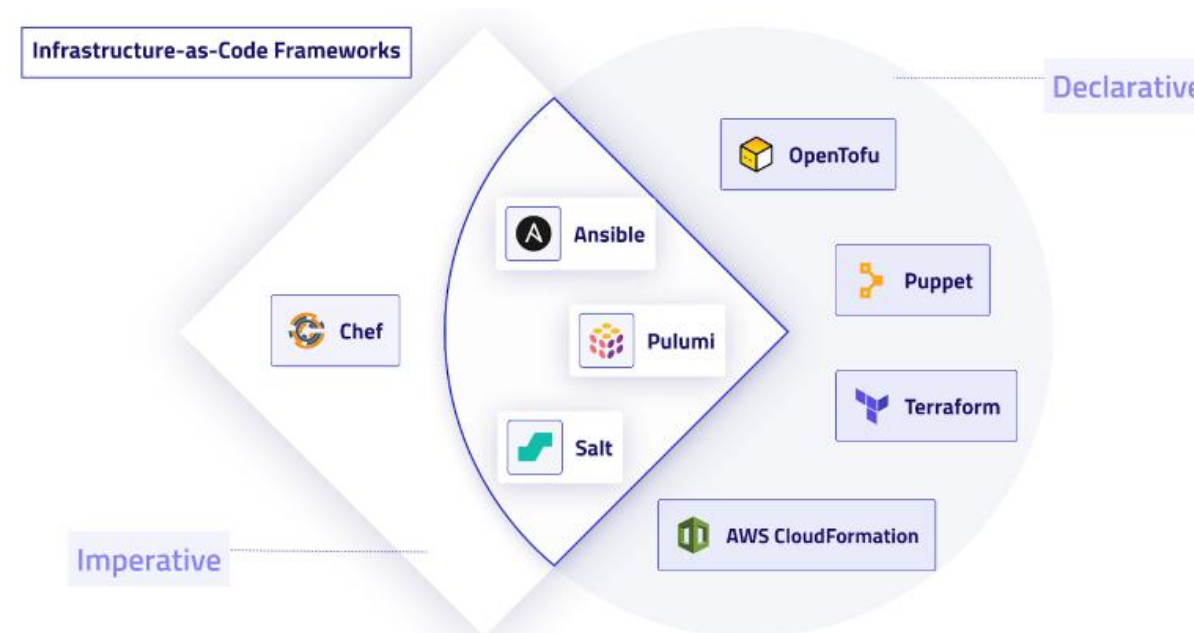 Infrastructure-as-Code Frameworks
Declarative
OpenTofu
Ansible
Puppet
Chef
Pulumi
Terraform
Salt
AWS CloudFormation
Imperative